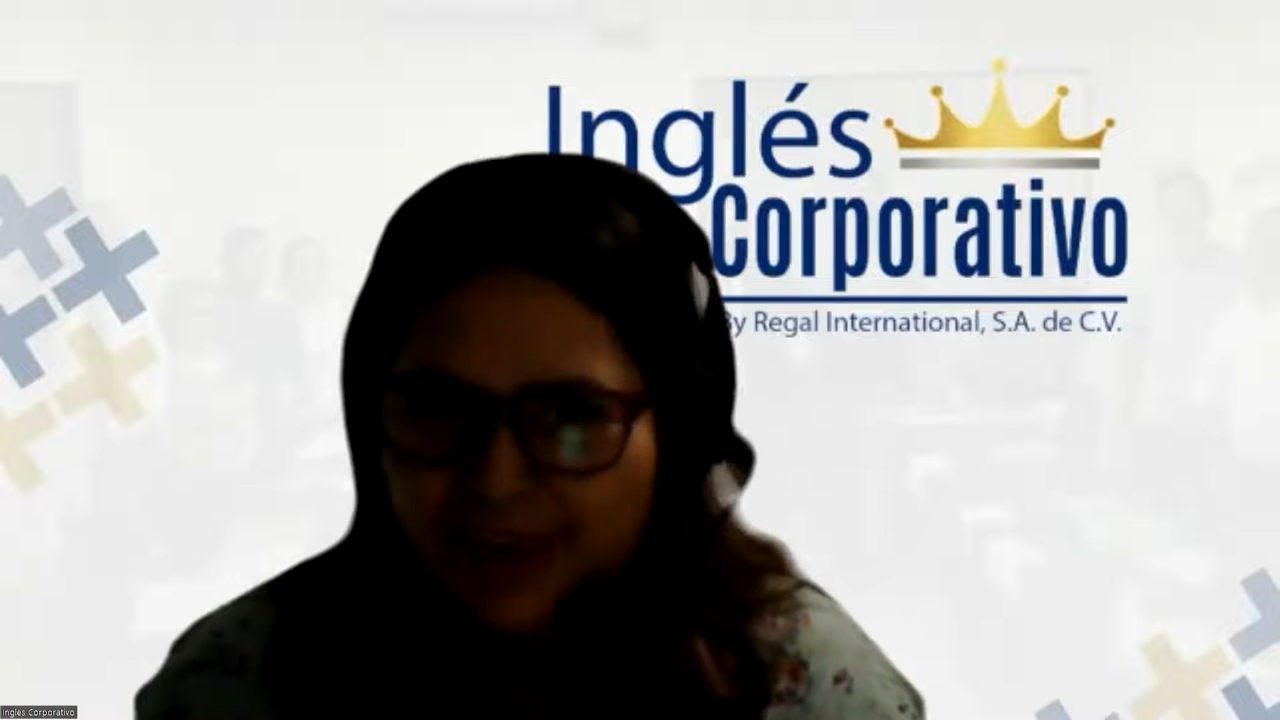 Inglés
Corporativo
By Regal International, S.A. de C.V.
Ingles Corporativo